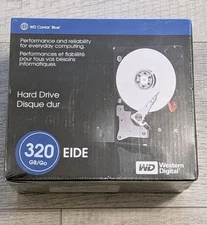 WD Caviar Blue™
Performance and reliability
for everyday computing.
Performances et fiabilité
pour tous vos besoins
informatiques
Hard Drive
Disque dur
320
GB/Go
EIDE
WD
Western
Digital